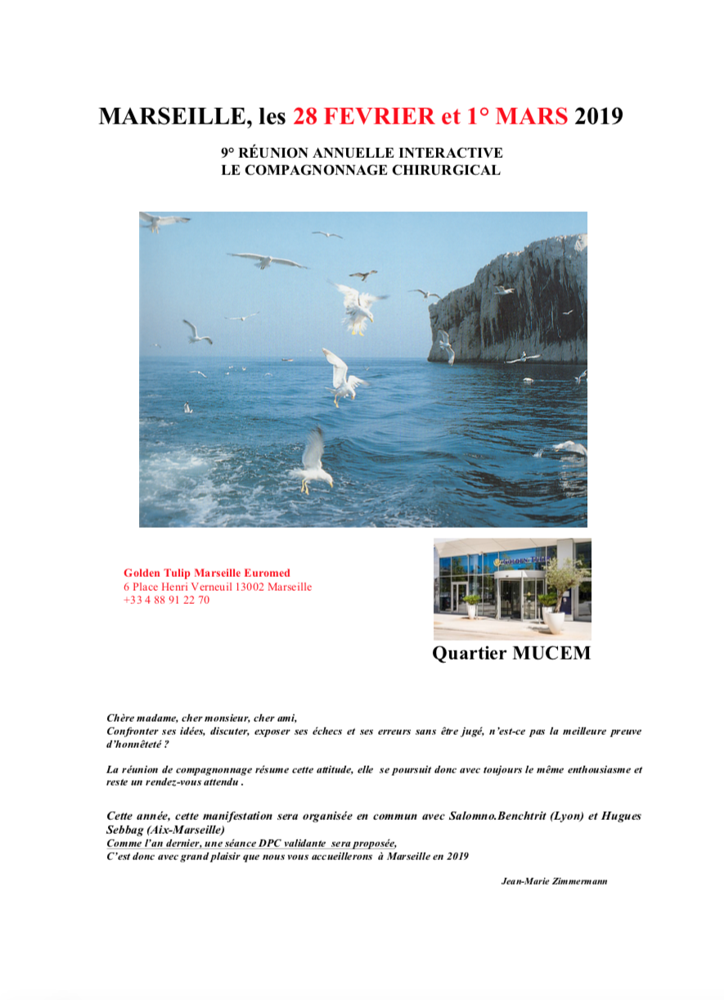 MARSEILLE, les 28 FEVRIER et 1° MARS 2019
9° RÉUNION ANNUELLE INTERACTIVE
LE COMPAGNONNAGE CHIRURGICAL
Golden Tulip Marseille Euromed
6 Place Henri Verneuil 13002 Marseille
+33 4 88 91 22 70
GOLDEN TULIP
Quartier MUCEM
Chère madame, cher monsieur, cher ami,
Confronter ses idées, discuter, exposer ses échecs et ses erreurs sans être jugé, n'est-ce pas la meilleure preuve
d'honnêteté ?
La réunion de compagnonnage résume cette attitude, elle se poursuit donc avec toujours le même enthousiasme et
reste un rendez-vous attendu .
Cette année, cette manifestation sera organisée en commun avec Salomno.Benchtrit (Lyon) et Hugues
Sebbag (Aix-Marseille)
Comme l'an dernier, une séance DPC validante sera proposée,
C'est donc avec grand plaisir que nous vous accueillerons à Marseille en 2019
Jean-Marie Zimmermann